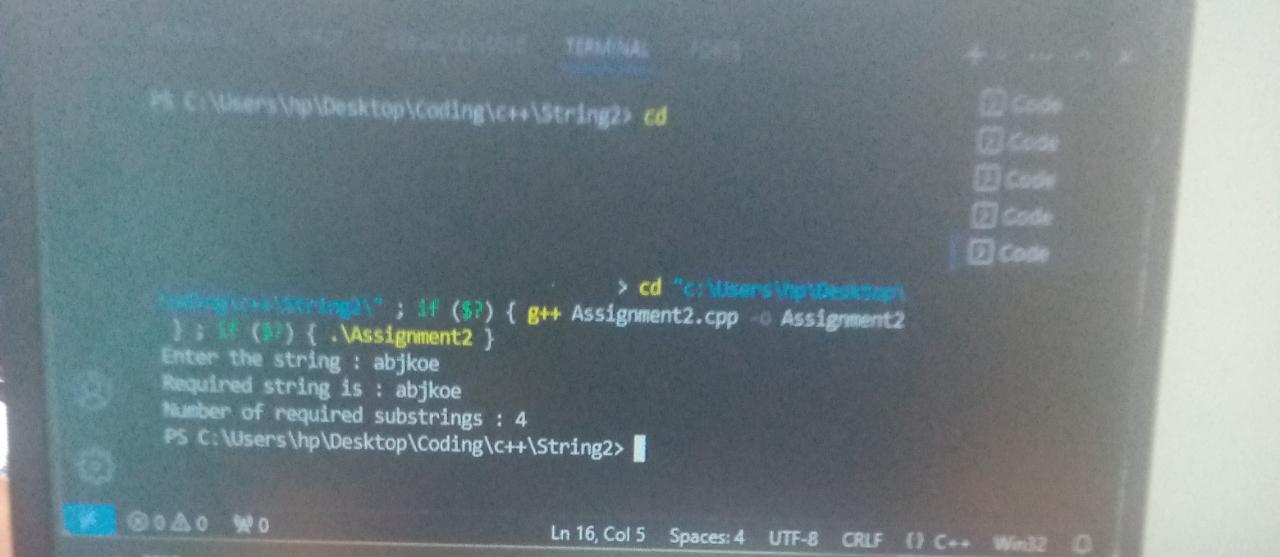 TERMINAL PORTS
PS C:\Users\hp\Desktop\Coding\c++\String2> cd
Code
Code
Code
Code
Code
> cd "c:\Users\hp\Desktop\
Coding\c++\String2\" ; if ($?) { g++ Assignment2.cpp -o Assignment2
} ; if ($?) { .\Assignment2 }
Enter the string : abjkoe
Required string is : abjkoe
Number of required substrings : 4
PS C:\Users\hp\Desktop\Coding\c++\String2>
0 0 0 Ln 16, Col 5 Spaces: 4 UTF-8 CRLF {} C++ Win32